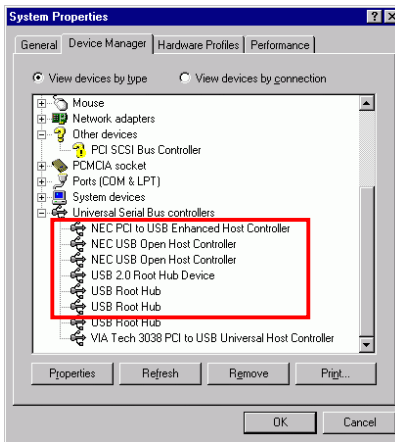 System Properties
General Device Manager Hardware Profiles Performance
View devices by type View devices by connection
Mouse
Network adapters
Other devices
PCI SCSI Bus Controller
PCMCIA socket
Ports (COM & LPT)
System devices
Universal Serial Bus controllers
NEC PCI to USB Enhanced Host Controller
NEC USB Open Host Controller
NEC USB Open Host Controller
USB 2.0 Root Hub Device
USB Root Hub
USB Root Hub
USB Root Hub
VIA Tech 3038 PCI to USB Universal Host Controller
Properties Refresh Remove Print...
OK Cancel